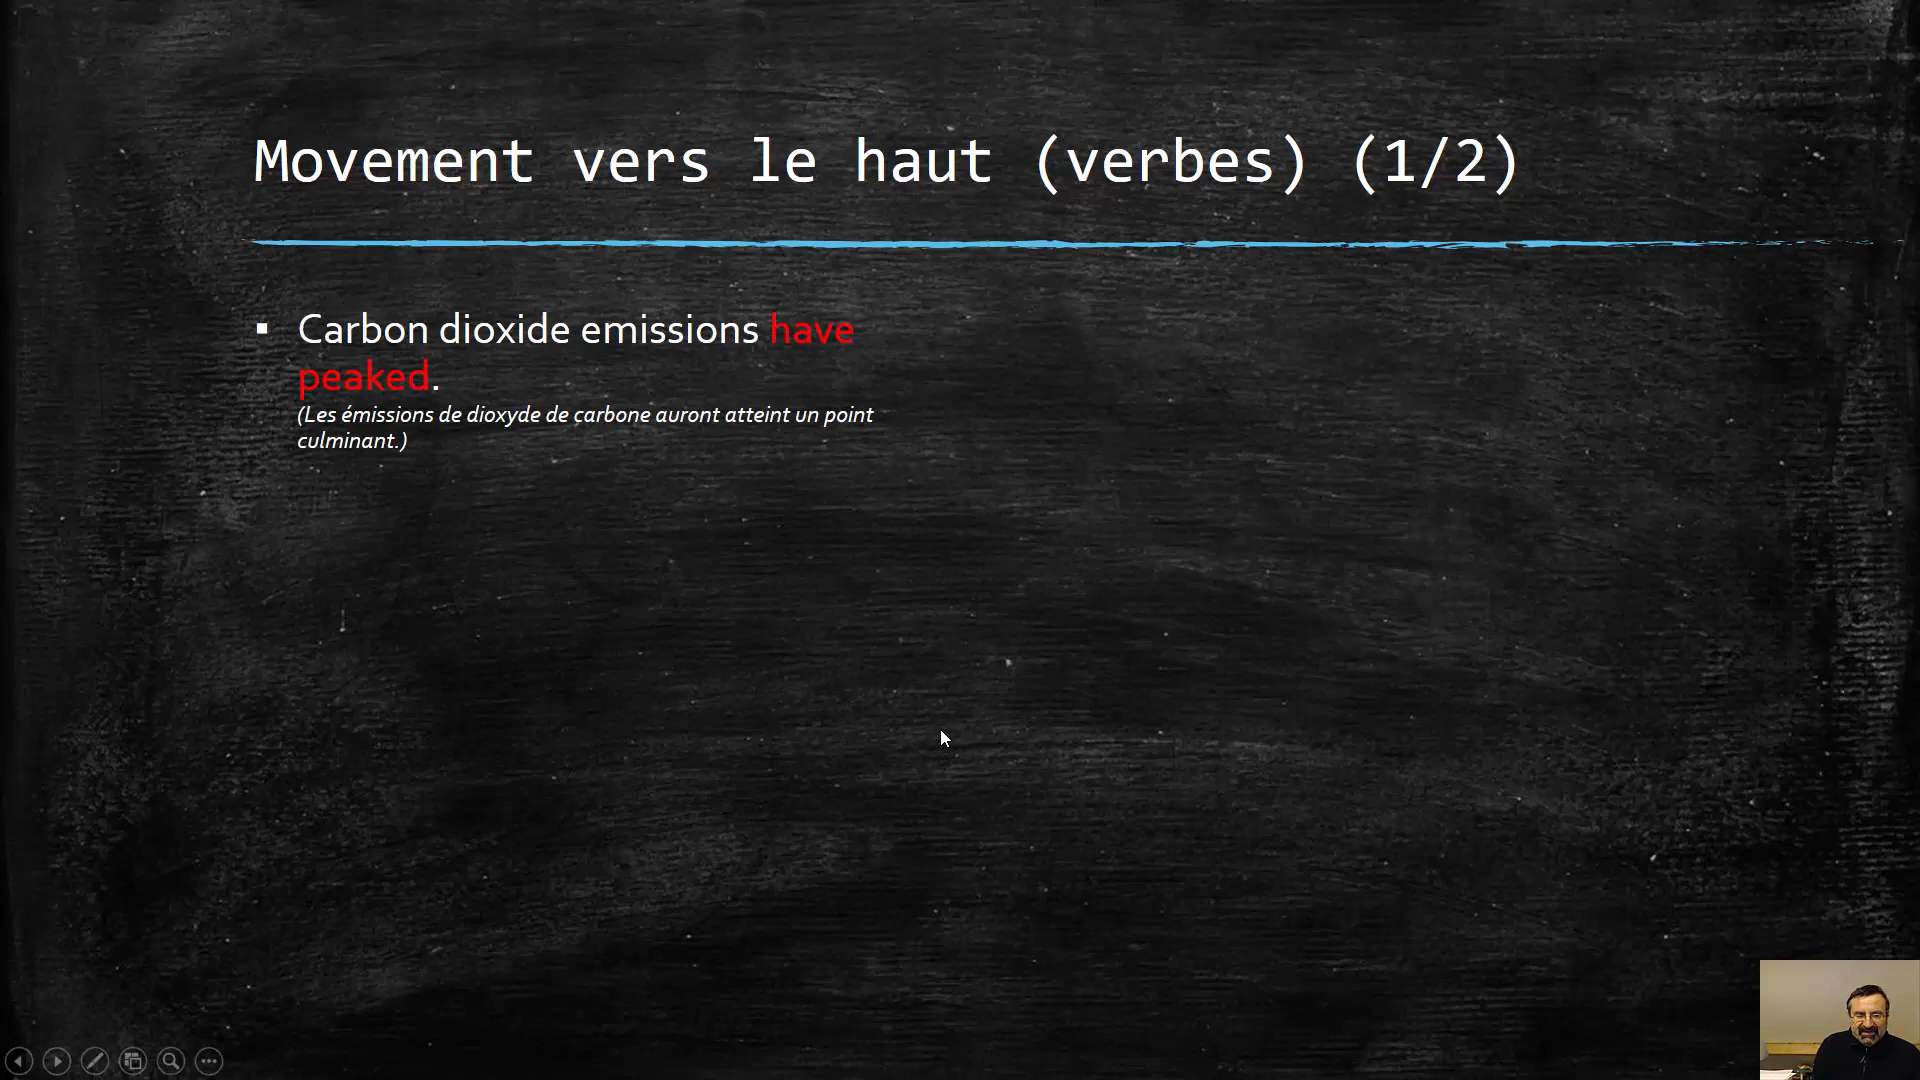 Movement vers le haut (verbes) (1/2)
▪ Carbon dioxide emissions have
peaked.
(Les émissions de dioxyde de carbone auront atteint un point
culminant.)